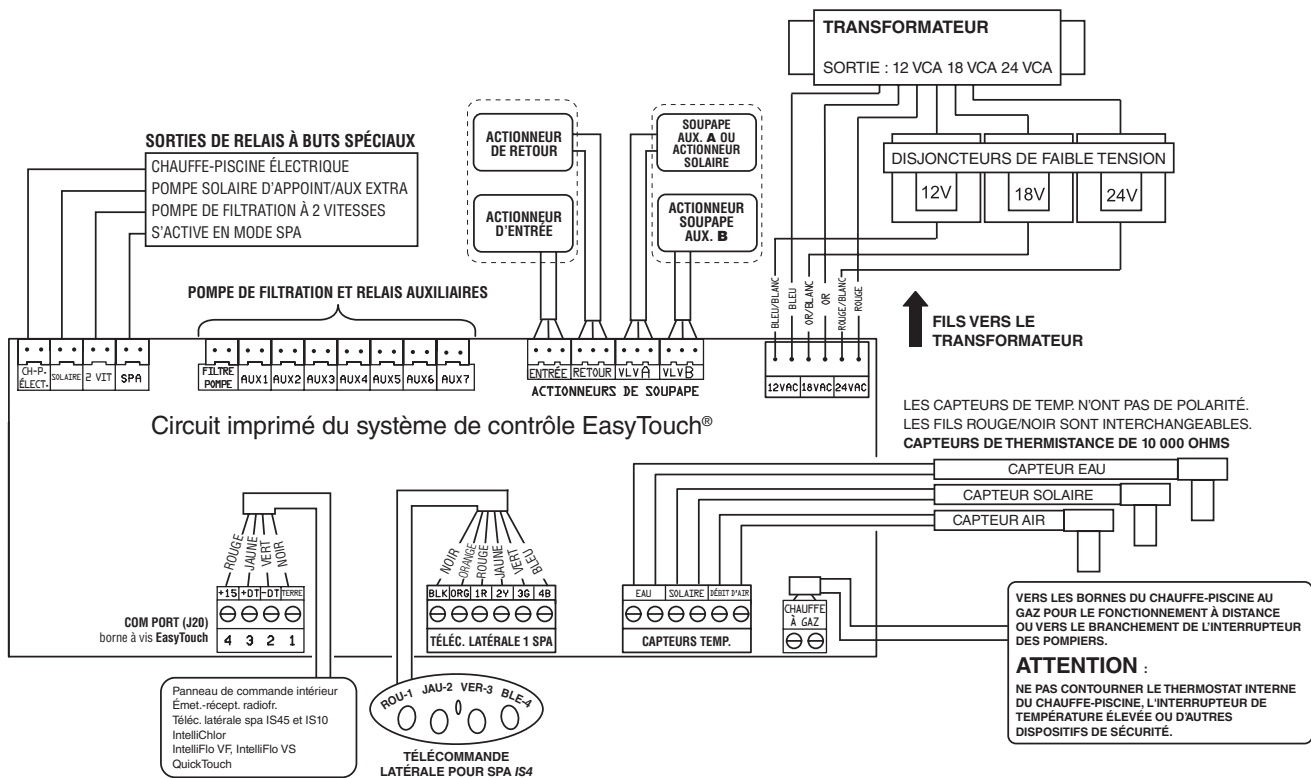 TRANSFORMATEUR
SORTIE : 12 VCA 18 VCA 24 VCA
SORTIES DE RELAIS À BUTS SPÉCIAUX
CHAUFFE-PISCINE ÉLECTRIQUE
POMPE SOLAIRE D'APPOINT/AUX EXTRA
POMPE DE FILTRATION À 2 VITESSES
S'ACTIVE EN MODE SPA
ACTIONNEUR
DE RETOUR
ACTIONNEUR
D'ENTRÉE
SOUPAPE
AUX. A OU
ACTIONNEUR
SOLAIRE
ACTIONNEUR
SOUPAPE
AUX. B
DISJONCTEURS DE FAIBLE TENSION
12V
18V
24V
BLEU/BLANC
BLEU
OR/BLANC
OR
ROUGE/BLANC
ROUGE
FILS VERS LE
TRANSFORMATEUR
POMPE DE FILTRATION ET RELAIS AUXILIAIRES
CH-P.
ÉLECT.
SOLAIRE
2 VIT
SPA
FILTRE
POMPE
AUX1
AUX2
AUX3
AUX4
AUX5
AUX6
AUX7
ENTRÉE
RETOUR
VLVA
VLVB
ACTIONNEURS DE SOUPAPE
12VAC
18VAC
24VAC
Circuit imprimé du système de contrôle EasyTouch®
LES CAPTEURS DE TEMP. N'ONT PAS DE POLARITÉ.
LES FILS ROUGE/NOIR SONT INTERCHANGEABLES.
CAPTEURS DE THERMISTANCE DE 10 000 OHMS
CAPTEUR EAU
CAPTEUR SOLAIRE
CAPTEUR AIR
ROUGE
JAUNE
VERT
NOIR
+15
+DT
-DT
TERRE
COM PORT (J20)
borne à vis EasyTouch
4 3 2 1
NOIR
ORANGE
ROUGE
JAUNE
VERT
BLEU
BLK
ORG
1R
2Y
3G
4B
TÉLÉC. LATÉRALE 1 SPA
EAU
SOLAIRE
DÉBIT D'AIR
CAPTEURS TEMP.
CHAUFFE
À GAZ
VERS LES BORNES DU CHAUFFE-PISCINE AU
GAZ POUR LE FONCTIONNEMENT À DISTANCE
OU VERS LE BRANCHEMENT DE L'INTERRUPTEUR
DES POMPIERS.
ATTENTION :
NE PAS CONTOURNER LE THERMOSTAT INTERNE
DU CHAUFFE-PISCINE, L'INTERRUPTEUR DE
TEMPÉRATURE ÉLEVÉE OU D'AUTRES
DISPOSITIFS DE SÉCURITÉ.
Panneau de commande intérieur
Émet.-récept. radiofr.
Téléc. latérale spa IS45 et IS10
IntelliChlor
IntelliFlo VF, IntelliFlo VS
QuickTouch
ROU-1
JAU-2
VER-3
BLE-4
TÉLÉCOMMANDE
LATÉRALE POUR SPA IS4